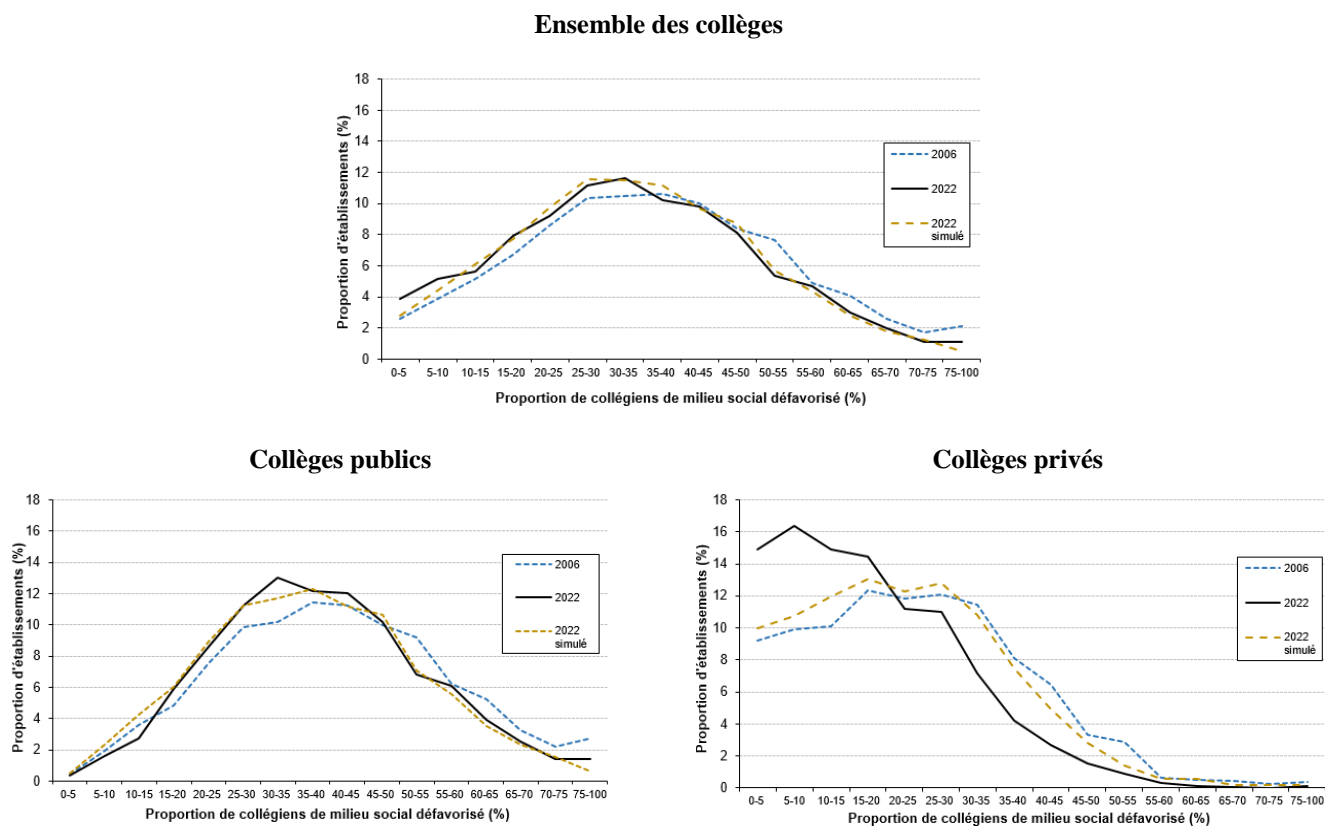 Ensemble des collèges
Proportion d'établissements (%)
18
16
14
12
10
8
6
4
2
0
2006
2022
2022
simulé
0-5 5-10 10-15 15-20 20-25 25-30 30-35 35-40 40-45 45-50 50-55 55-60 60-65 65-70 70-75 75-100
Proportion de collégiens de milieu social défavorisé (%)
Collèges publics
Proportion d'établissements (%)
18
16
14
12
10
8
6
4
2
0
2006
2022
2022
simulé
0-5 5-10 10-15 15-20 20-25 25-30 30-35 35-40 40-45 45-50 50-55 55-60 60-65 65-70 70-75 75-100
Proportion de collégiens de milieu social défavorisé (%)
Collèges privés
Proportion d'établissements (%)
18
16
14
12
10
8
6
4
2
0
2006
2022
2022
simulé
0-5 5-10 10-15 15-20 20-25 25-30 30-35 35-40 40-45 45-50 50-55 55-60 60-65 65-70 70-75 75-100
Proportion de collégiens de milieu social défavorisé (%)